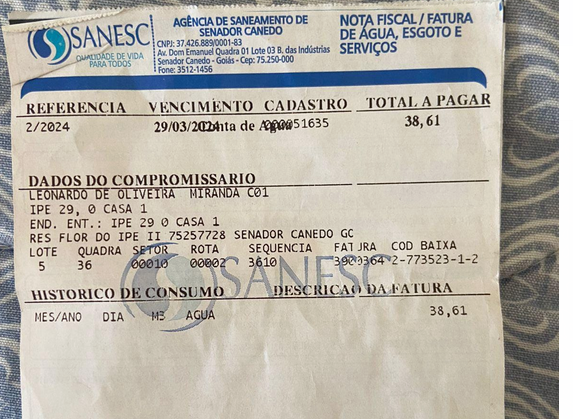 SANESC
QUALIDADE DE VIDA
PARA TODOS
AGÊNCIA DE SANEAMENTO DE
SENADOR CANEDO
CNPJ: 37.426.889/0001-83
Av. Dom Emanuel Quadra 01 Lote 03 B. das Indústrias
Senador Canedo - Goiás - Cep: 75.250-000
Fone: 3512-1456
NOTA FISCAL / FATURA
DE ÁGUA, ESGOTO E
SERVIÇOS
REFERENCIA VENCIMENTO CADASTRO TOTAL A PAGAR
2/2024 29/03/2024 Conta de Agua 38,61
DADOS DO COMPROMISSARIO
LEONARDO DE OLIVEIRA MIRANDA C01
IPE 29, 0 CASA 1
END. ENT.: IPE 29 0 CASA 1
RES FLOR DO IPE II 75257728 SENADOR CANEDO GC
LOTE QUADRA SETOR ROTA SEQUENCIA FATURA COD BAIXA
5 36 00010 00002 3610 3900364 2-773523-1-2
SANESC
HISTORICO DE CONSUMO DESCRICAO DA FATURA
MES/ANO DIA M3 AGUA 38,61